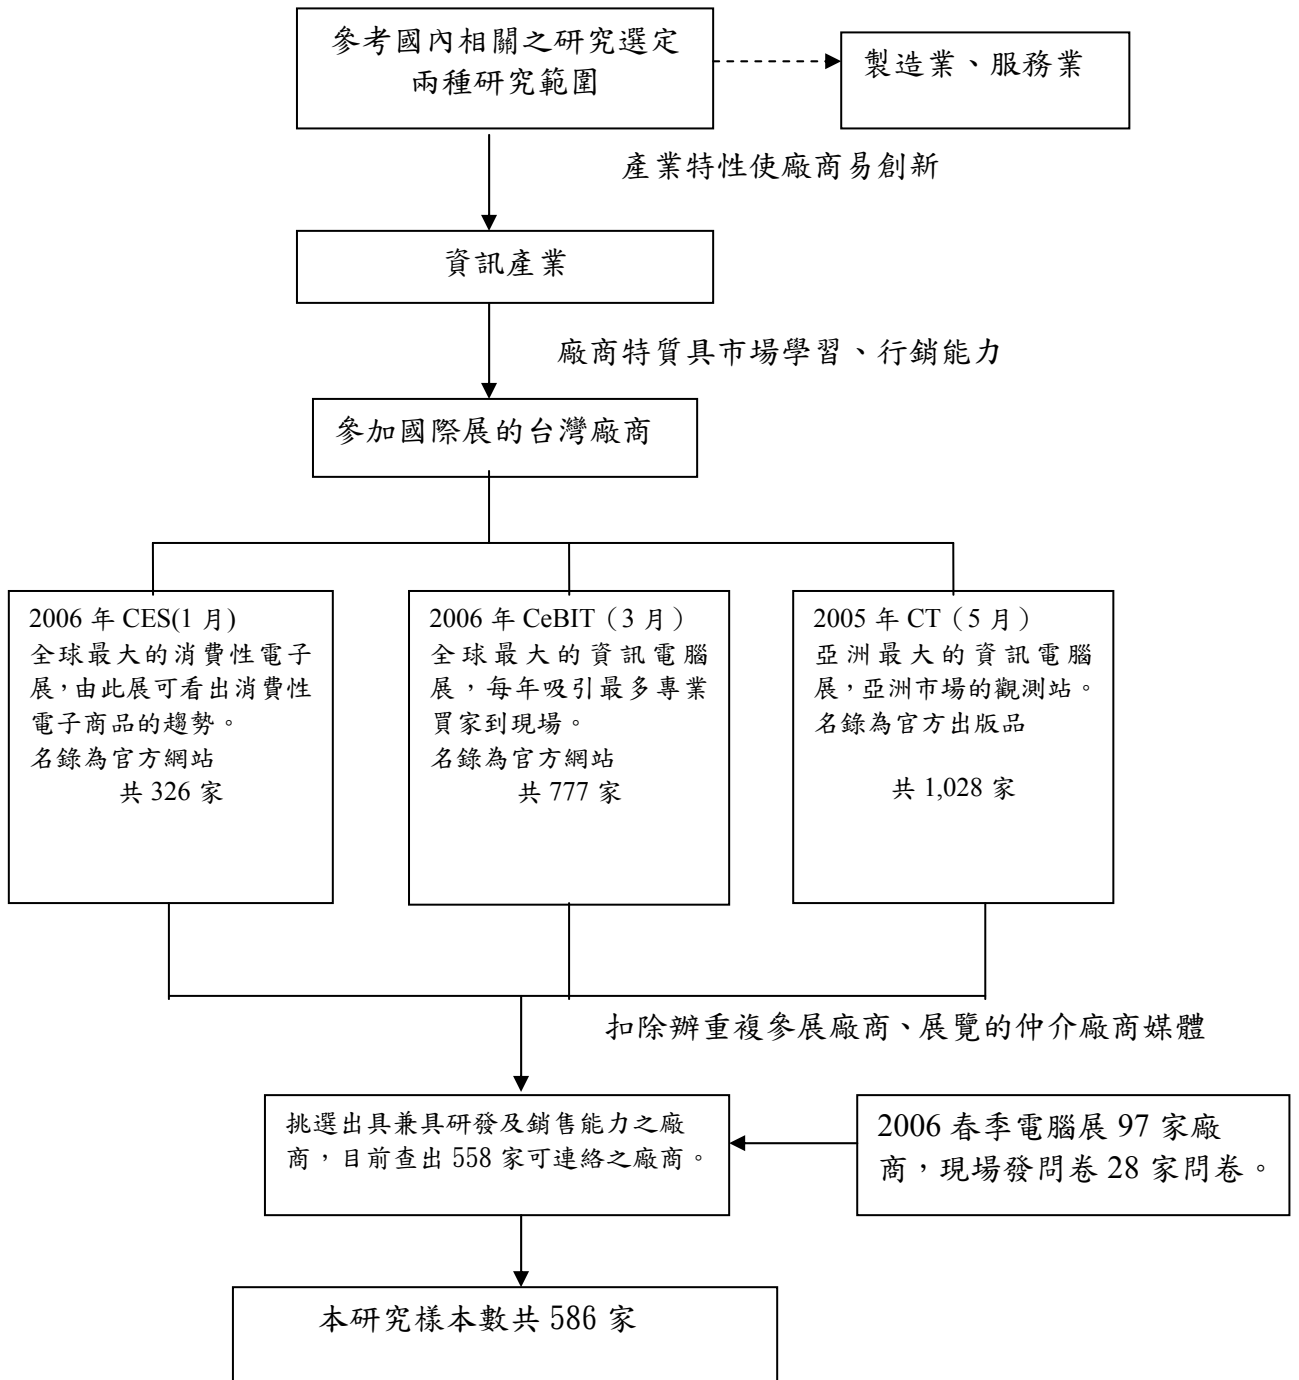 參考國內相關之研究選定
兩種研究範圍
製造業、服務業
產業特性使廠商易創新
資訊產業
廠商特質具市場學習、行銷能力
參加國際展的台灣廠商
2006 年 CES(1 月)
全球最大的消費性電子
展，由此展可看出消費性
電子商品的趨勢。
名錄為官方網站
共 326 家
2006 年 CeBIT（3 月）
全球最大的資訊電腦
展，每年吸引最多專業
買家到現場。
名錄為官方網站
共 777 家
2005 年 CT（5 月）
亞洲最大的資訊電腦
展，亞洲市場的觀測站。
名錄為官方出版品
共 1,028 家
扣除辦重複參展廠商、展覽的仲介廠商媒體
挑選出具兼具研發及銷售能力之廠
商，目前查出 558 家可連絡之廠商。
2006 春季電腦展 97 家廠
商，現場發問卷 28 家問卷。
本研究樣本數共 586 家